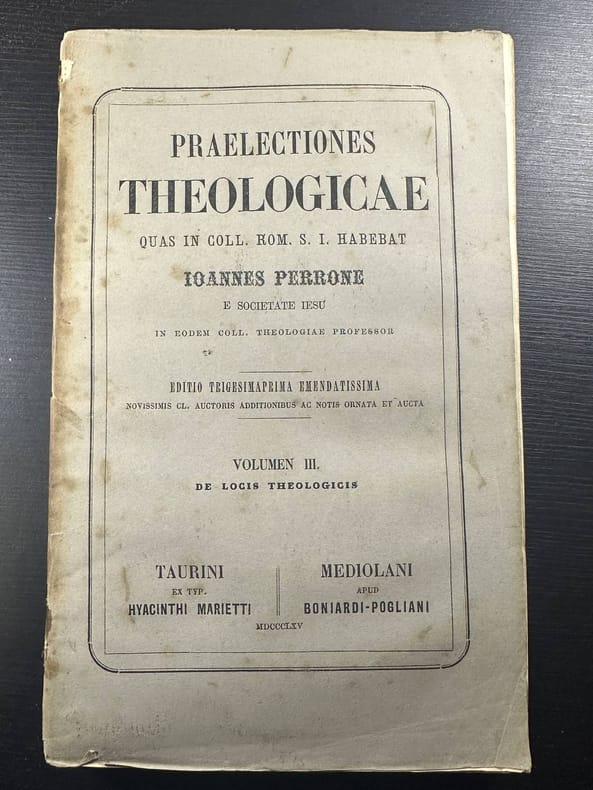 PRAELECTIONES
THEOLOGICAE
QUAS IN COLL. ROM. S. I. HABEBAT
IOANNES PERRONE
E SOCIETATE IESU
IN EODEM COLL. THEOLOGIAE PROFESSOR
EDITIO TRIGESIMAPRIMA EMENDATISSIMA
NOVISSIMIS CL. AUCTORIS ADDITIONIBUS AC NOTIS ORNATA ET AUCTA
VOLUMEN III.
DE LOCIS THEOLOGICIS
TAURINI
EX TYP.
HYACINTHI MARIETTI
MEDIOLANI
APUD
BONIARDI-POGLIANI
MDCCCLXV